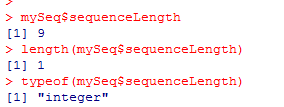 >
> mySeq$sequenceLength
[1] 9
> length(mySeq$sequenceLength)
[1] 1
> typeof(mySeq$sequenceLength)
[1] "integer"